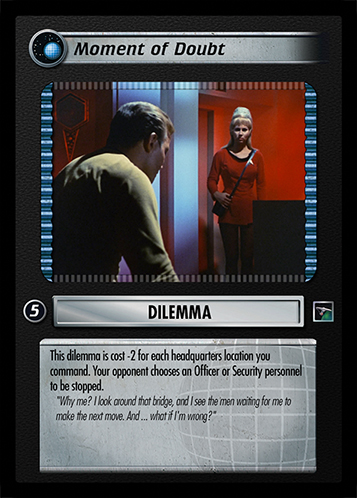 Moment of Doubt
5
DILEMMA
This dilemma is cost -2 for each headquarters location you
command. Your opponent chooses an Officer or Security personnel
to be stopped.
"Why me? I look around that bridge, and I see the men waiting for me to
make the next move. And ... what if I'm wrong?"